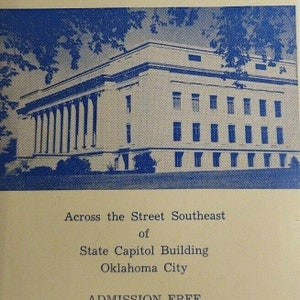 Across the Street Southeast
of
State Capitol Building
Oklahoma City
ADMISSION FREE